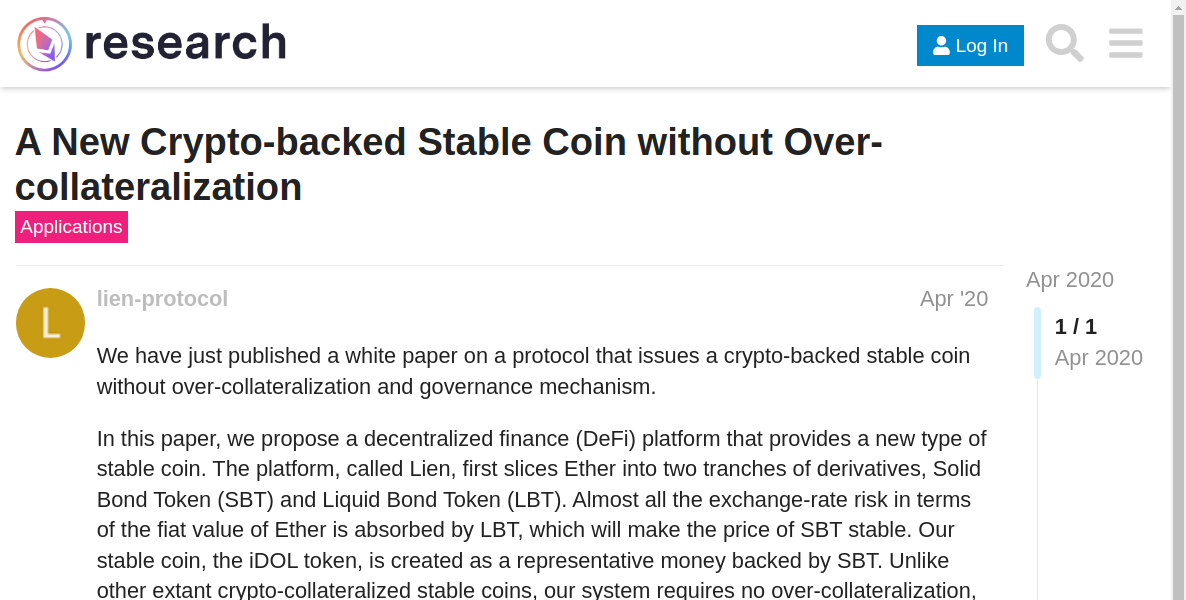 research
Log In
A New Crypto-backed Stable Coin without Over-
collateralization
Applications
Apr 2020
L
lien-protocol
Apr '20
1 / 1
Apr 2020
We have just published a white paper on a protocol that issues a crypto-backed stable coin
without over-collateralization and governance mechanism.
In this paper, we propose a decentralized finance (DeFi) platform that provides a new type of
stable coin. The platform, called Lien, first slices Ether into two tranches of derivatives, Solid
Bond Token (SBT) and Liquid Bond Token (LBT). Almost all the exchange-rate risk in terms
of the fiat value of Ether is absorbed by LBT, which will make the price of SBT stable. Our
stable coin, the iDOL token, is created as a representative money backed by SBT. Unlike
other extant crypto-collateralized stable coins, our system requires no over-collateralization,